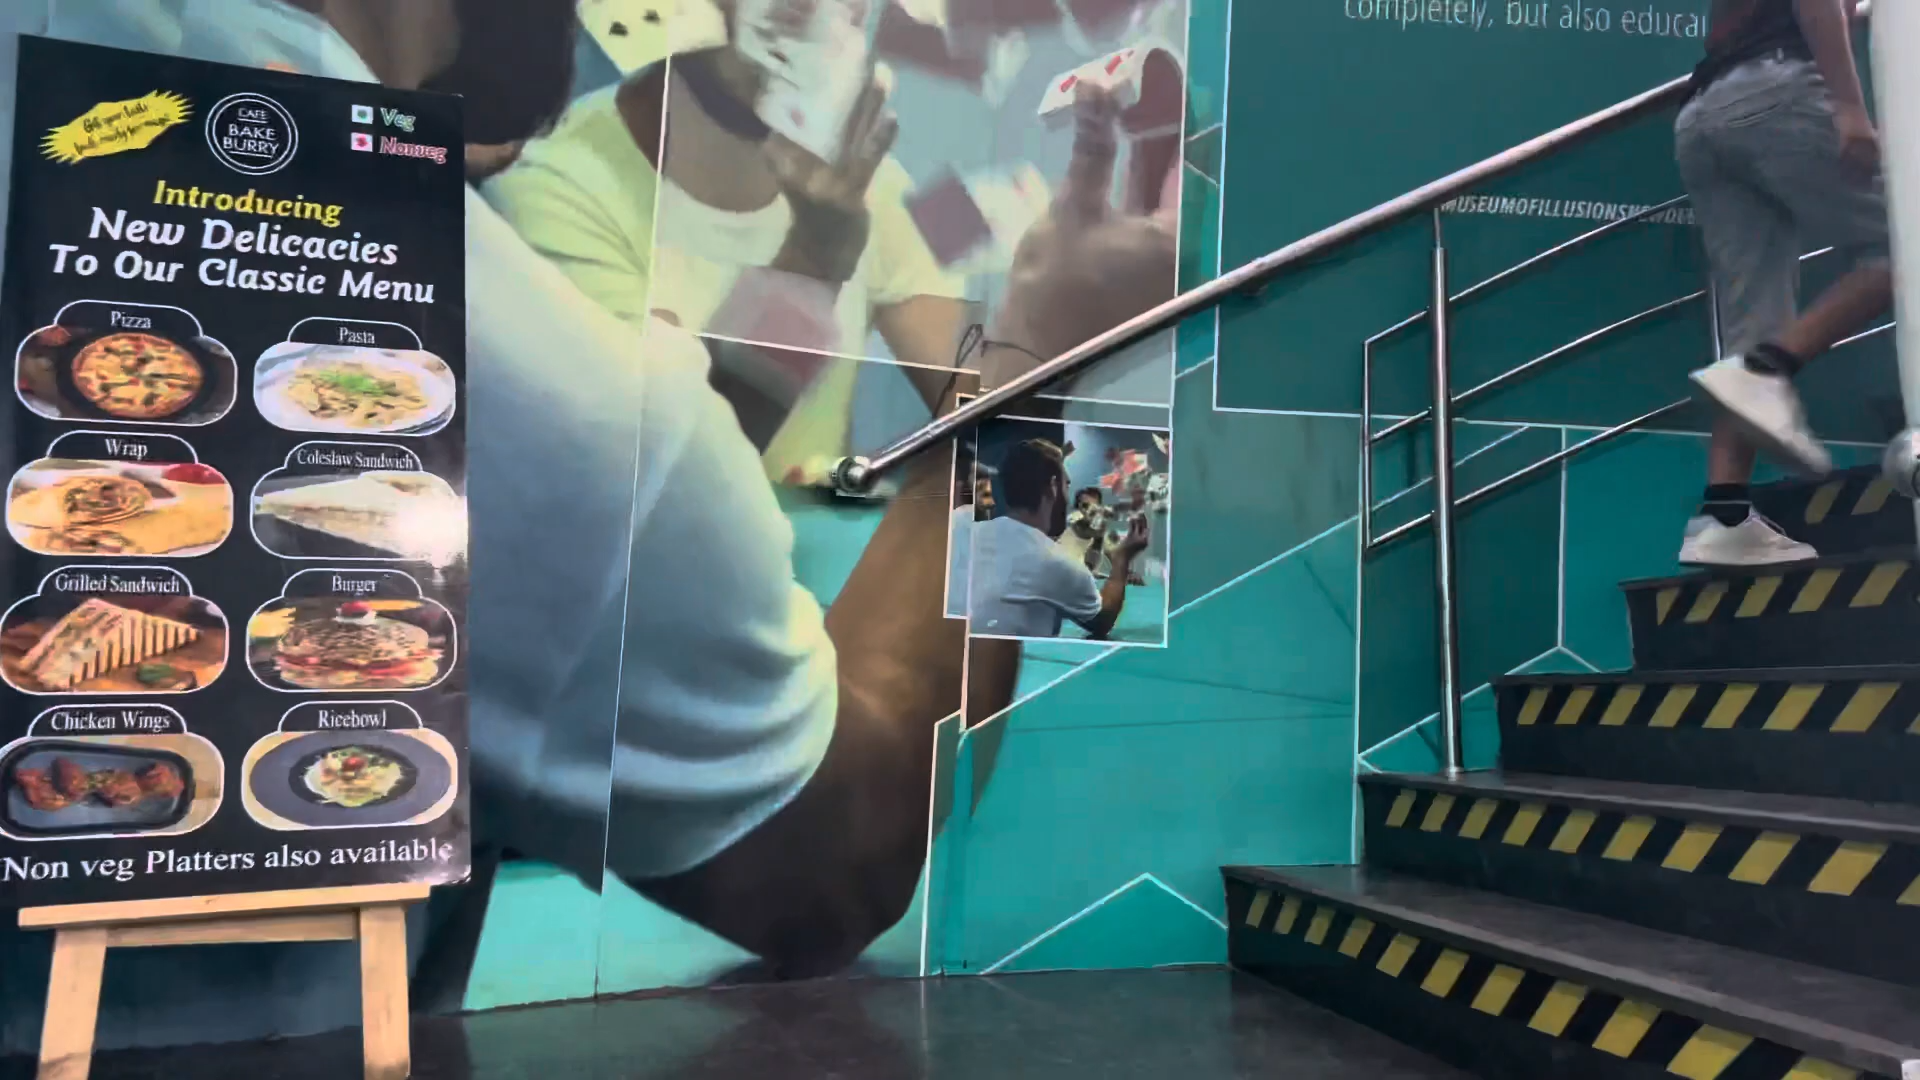 CAFE
BAKE
BURRY
Veg
Nonveg
Introducing
New Delicacies
To Our Classic Menu
Pizza
Pasta
Wrap
Coleslaw Sandwich
Grilled Sandwich
Burger
Chicken Wings
Ricebowl
Non veg Platters also available
completely, but also educa
MUSEUMOFILLUSIONSNEWDE